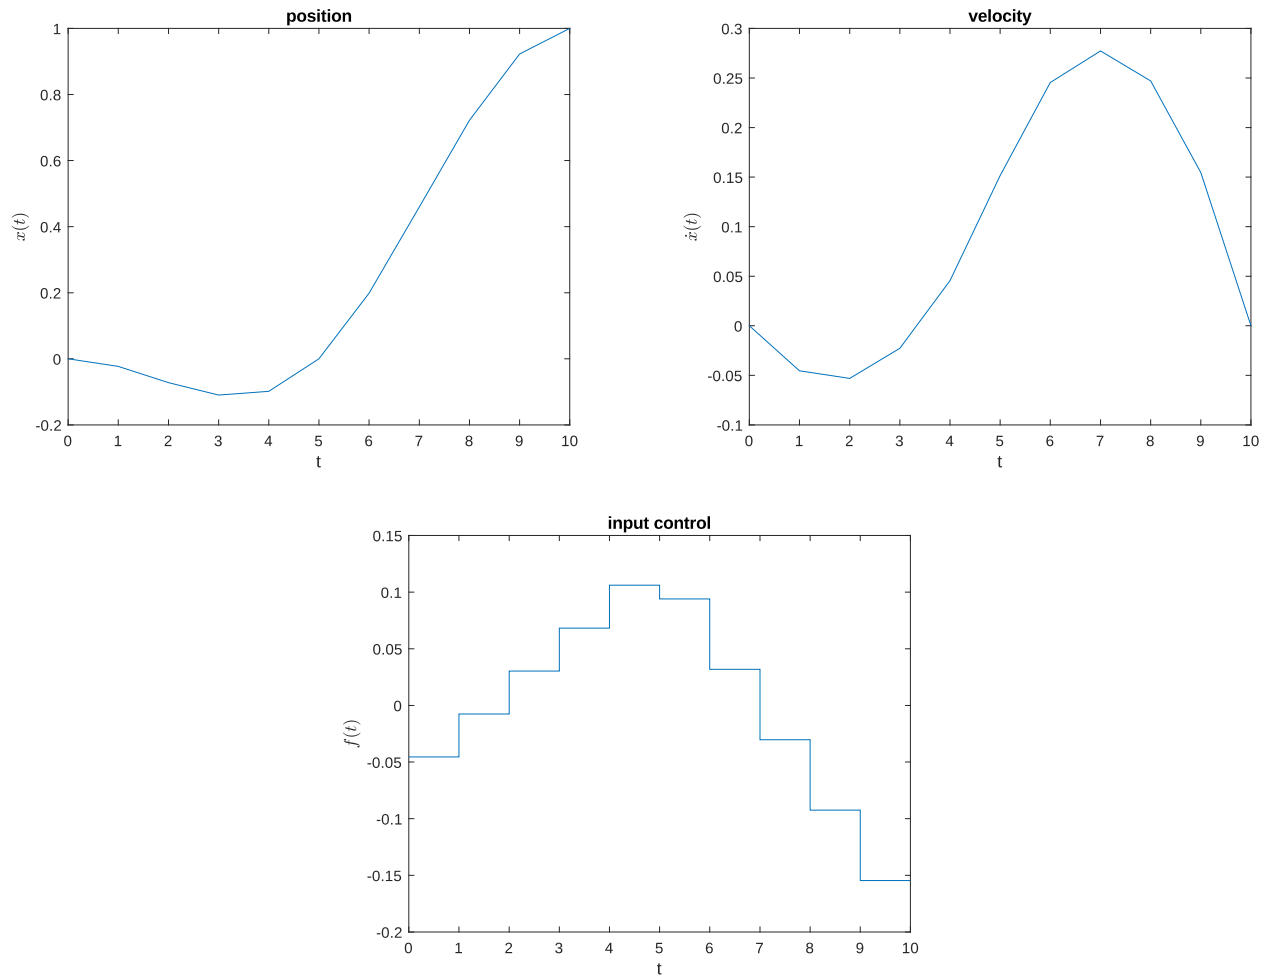 position
1
0.8
0.6
0.4
0.2
0
-0.2
x(t)
0 1 2 3 4 5 6 7 8 9 10
t
velocity
0.3
0.25
0.2
0.15
0.1
0.05
0
-0.05
-0.1
ẋ(t)
0 1 2 3 4 5 6 7 8 9 10
t
input control
0.15
0.1
0.05
0
-0.05
-0.1
-0.15
-0.2
f(t)
0 1 2 3 4 5 6 7 8 9 10
t